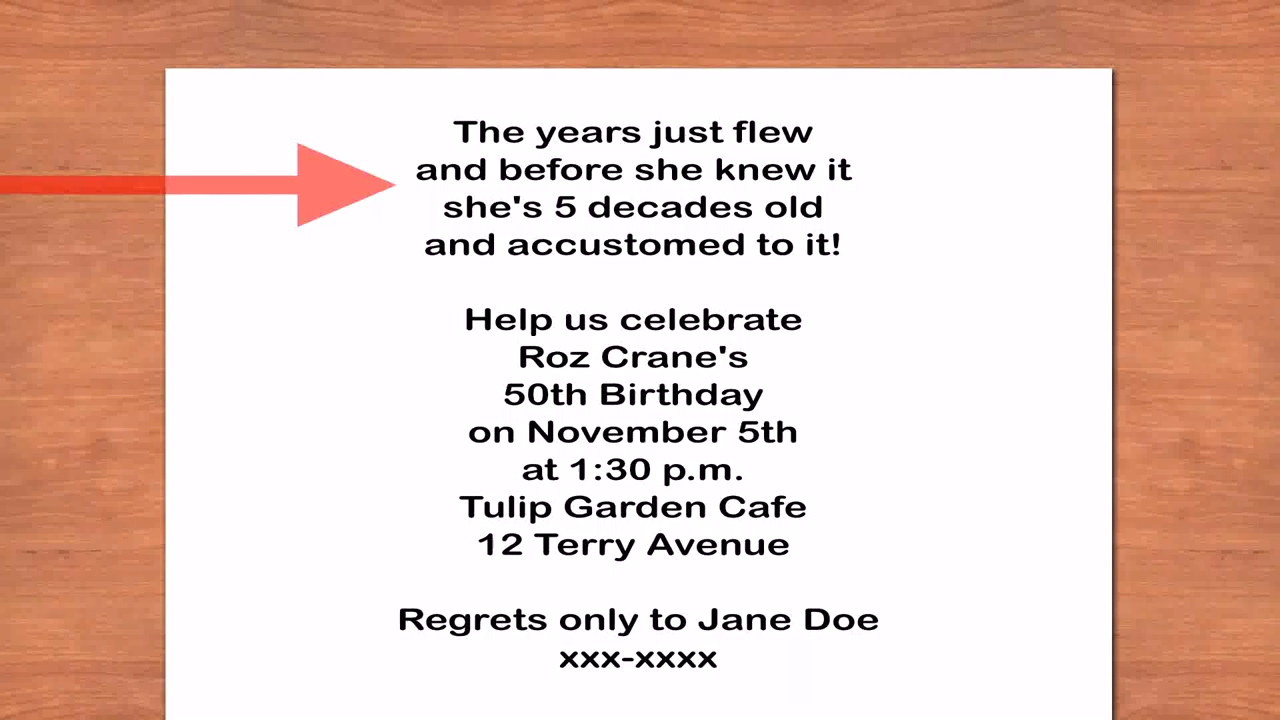 The years just flew
and before she knew it
she's 5 decades old
and accustomed to it!
Help us celebrate
Roz Crane's
50th Birthday
on November 5th
at 1:30 p.m.
Tulip Garden Cafe
12 Terry Avenue
Regrets only to Jane Doe
xxx-xxxx